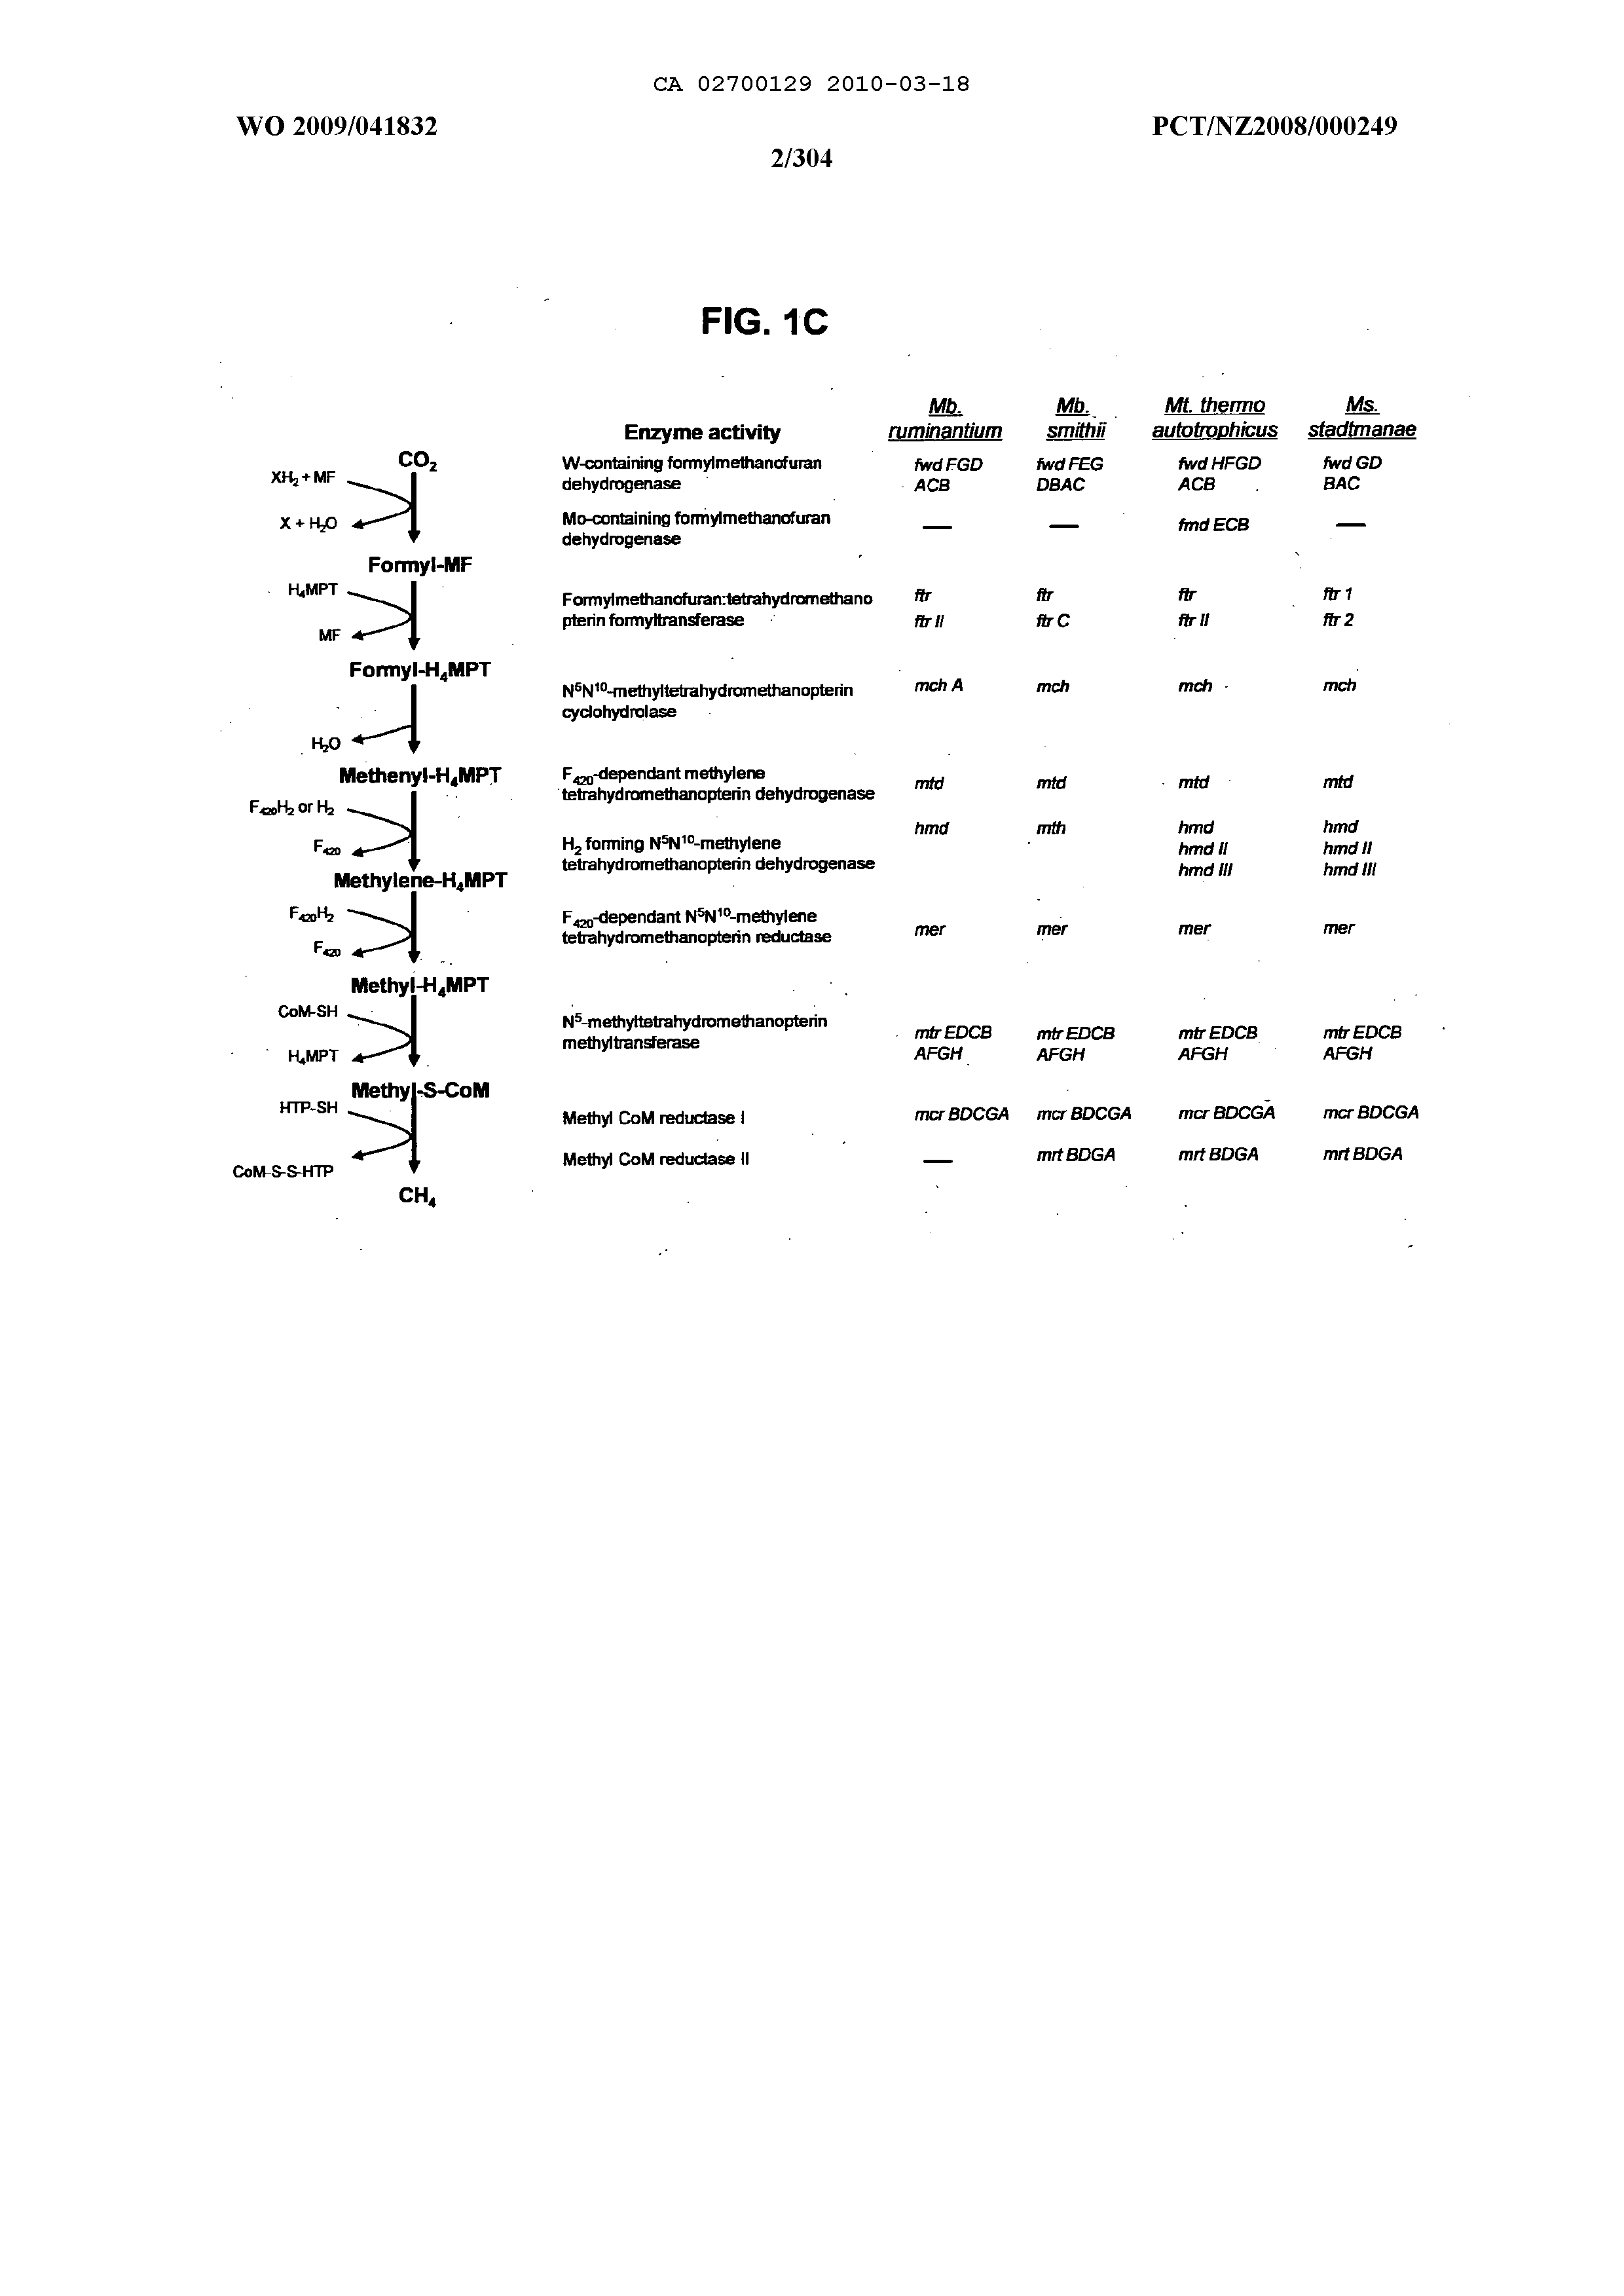 CA 02700129 2010-03-18
WO 2009/041832
PCT/NZ2008/000249
2/304
FIG. 1C
Enzyme activity
Mb. ruminantium
Mb. smithii
Mt. thermo autotrophicus
Ms. stadtmanae
CO2
XH2 + MF
X + H2O
W-containing formylmethanofuran
dehydrogenase
fwd FGD
ACB
fwd FEG
DBAC
fwd HFGD
ACB
fwd GD
BAC
Mo-containing formylmethanofuran
dehydrogenase
—
—
fmd ECB
—
Formyl-MF
H4MPT
MF
Formylmethanofuran:tetrahydromethano
pterin formyltransferase
ftr
ftr II
ftr
ftr C
ftr
ftr II
ftr 1
ftr 2
Formyl-H4MPT
H2O
N5N10-methyltetrahydromethanopterin
cyclohydrolase
mch A
mch
mch
mch
Methenyl-H4MPT
F420H2 or H2
F420
F420-dependant methylene
tetrahydromethanopterin dehydrogenase
mtd
mtd
mtd
mtd
H2 forming N5N10-methylene
tetrahydromethanopterin dehydrogenase
hmd
mth
hmd
hmd II
hmd III
hmd
hmd II
hmd III
Methylene-H4MPT
F420H2
F420
F420-dependant N5N10-methylene
tetrahydromethanopterin reductase
mer
mer
mer
mer
Methyl-H4MPT
CoM-SH
H4MPT
N5-methyltetrahydromethanopterin
methyltransferase
mtr EDCB
AFGH
mtr EDCB
AFGH
mtr EDCB
AFGH
mtr EDCB
AFGH
Methyl-S-CoM
HTP-SH
CoM-S-S-HTP
Methyl CoM reductase I
mcr BDCGA
mcr BDCGA
mcr BDCGA
mcr BDCGA
Methyl CoM reductase II
—
mrt BDGA
mrt BDGA
mrt BDGA
CH4